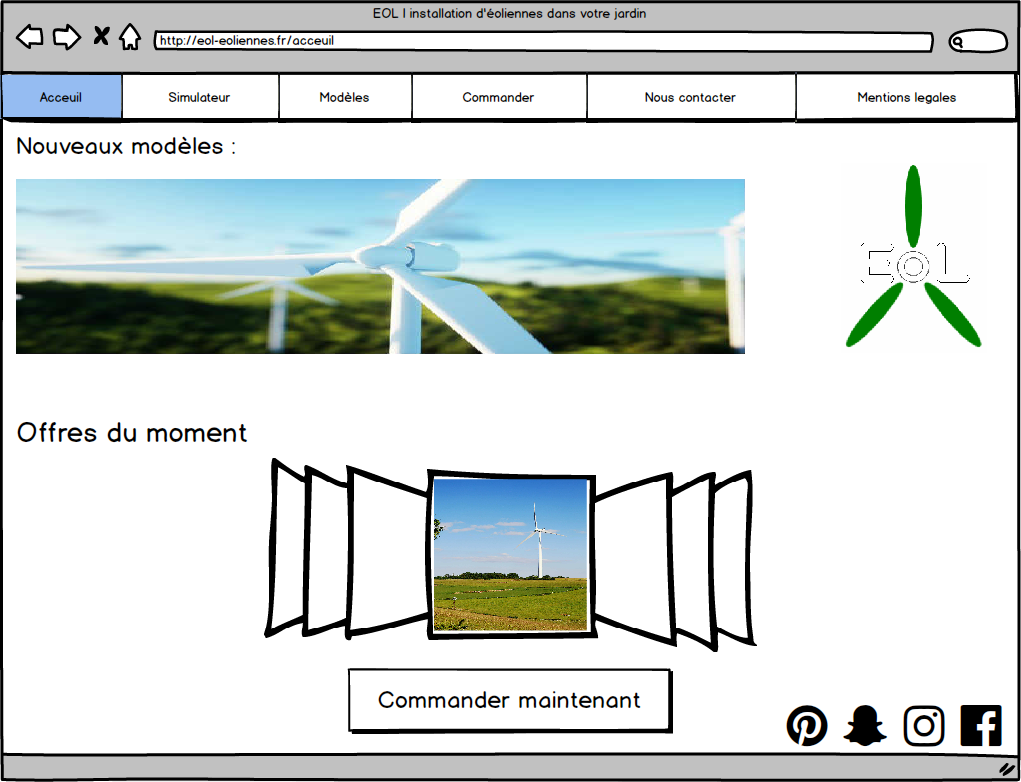 EOL | installation d'éoliennes dans votre jardin
http://eol-eoliennes.fr/acceuil
Acceuil
Simulateur
Modèles
Commander
Nous contacter
Mentions legales
Nouveaux modèles :
EOL
Offres du moment
Commander maintenant